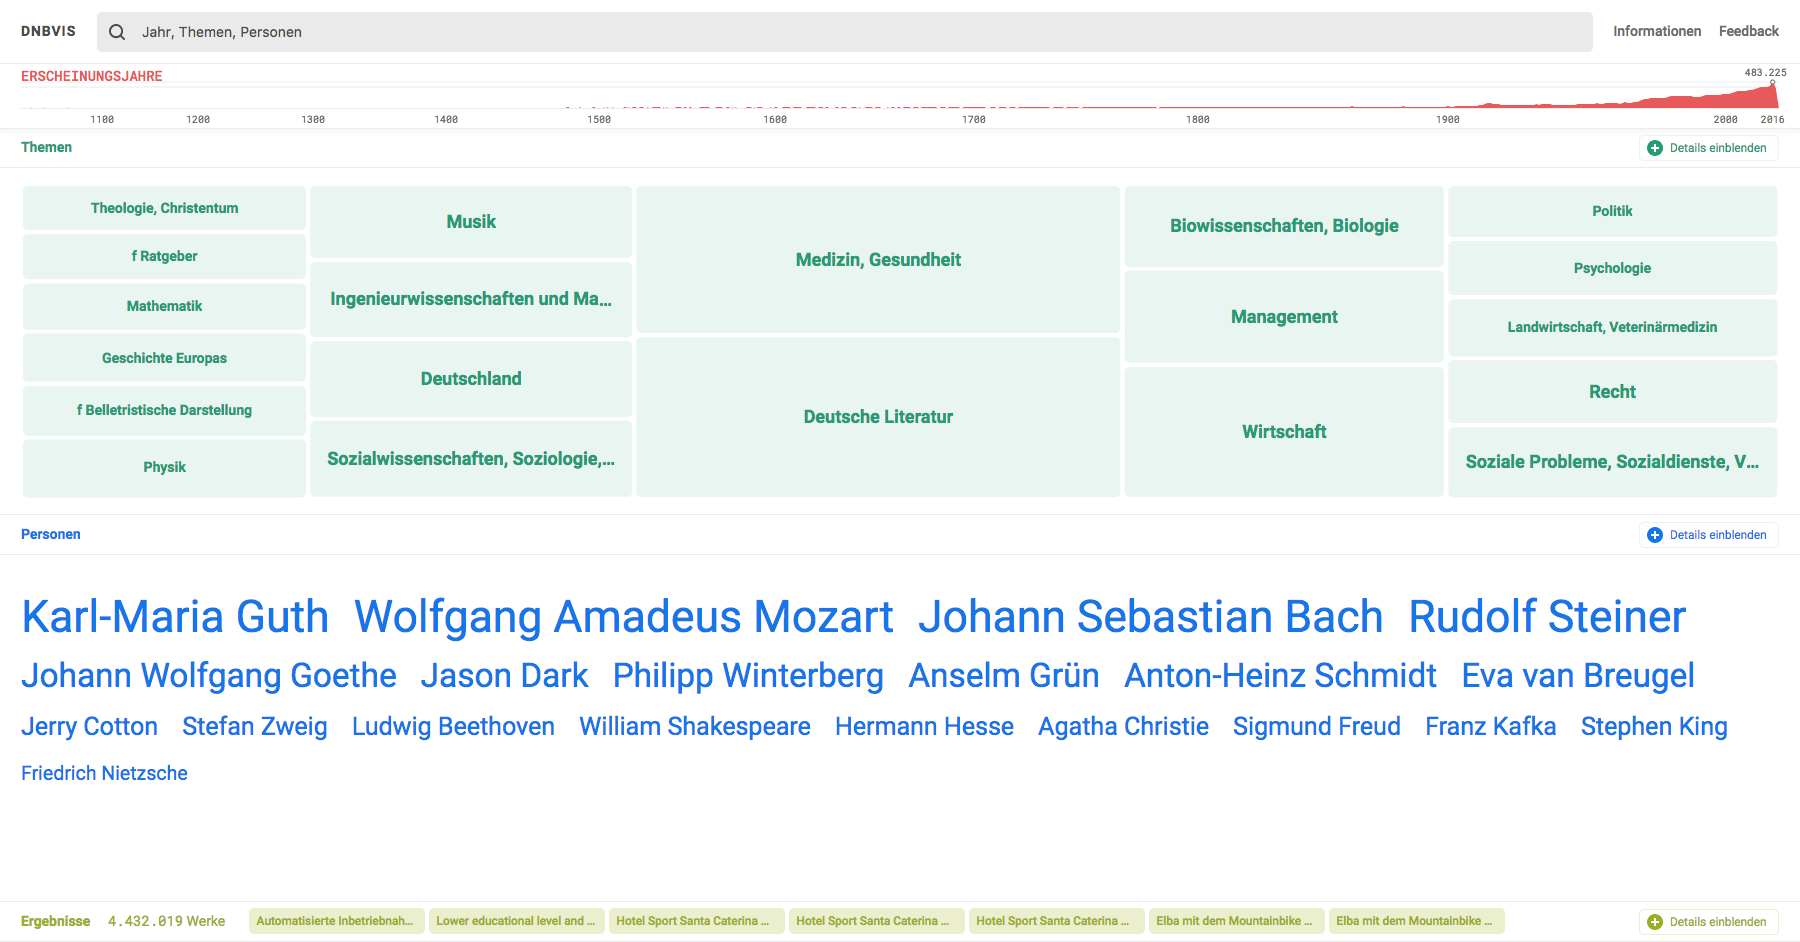 DNBVIS
Jahr, Themen, Personen
Informationen Feedback
ERSCHEINUNGSJAHRE
483.225
1100 1200 1300 1400 1500 1600 1700 1800 1900 2000 2016
Themen
Details einblenden
Theologie, Christentum
f Ratgeber
Mathematik
Geschichte Europas
f Belletristische Darstellung
Physik
Musik
Ingenieurwissenschaften und Ma...
Deutschland
Sozialwissenschaften, Soziologie,...
Medizin, Gesundheit
Deutsche Literatur
Biowissenschaften, Biologie
Management
Wirtschaft
Politik
Psychologie
Landwirtschaft, Veterinärmedizin
Recht
Soziale Probleme, Sozialdienste, V...
Personen
Details einblenden
Karl-Maria Guth Wolfgang Amadeus Mozart Johann Sebastian Bach Rudolf Steiner
Johann Wolfgang Goethe Jason Dark Philipp Winterberg Anselm Grün Anton-Heinz Schmidt Eva van Breugel
Jerry Cotton Stefan Zweig Ludwig Beethoven William Shakespeare Hermann Hesse Agatha Christie Sigmund Freud Franz Kafka Stephen King
Friedrich Nietzsche
Ergebnisse 4.432.019 Werke
Automatisierte Inbetriebnah... Lower educational level and ... Hotel Sport Santa Caterina ... Hotel Sport Santa Caterina ... Hotel Sport Santa Caterina ... Elba mit dem Mountainbike ... Elba mit dem Mountainbike ...
Details einblenden